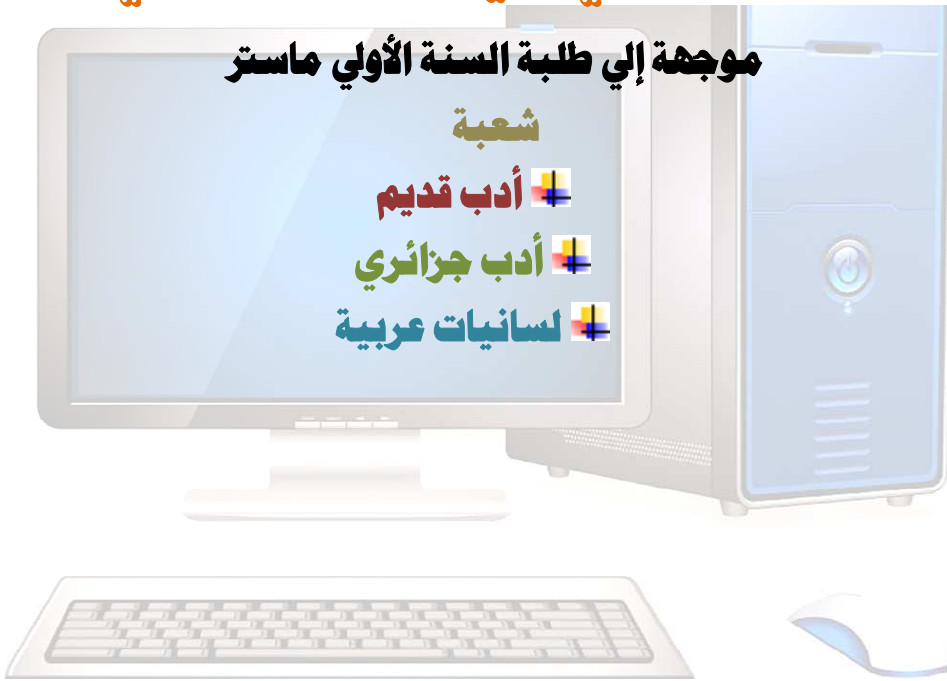 موجهة إلي طلبة السنة الأولي ماستر
شعبة
أدب قديم
أدب جزائري
لسانيات عربية